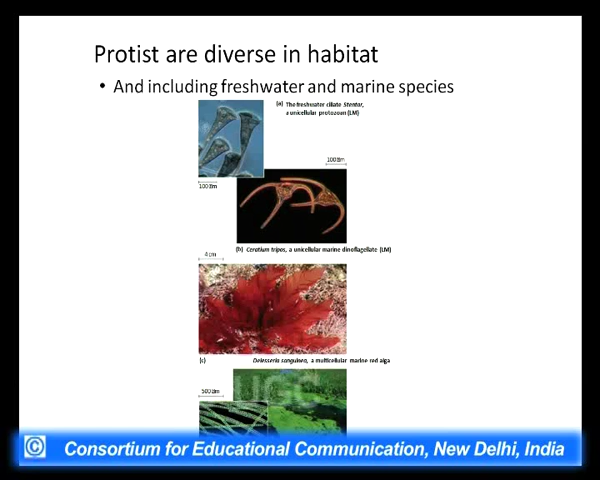 Protist are diverse in habitat
• And including freshwater and marine species
(a) The freshwater ciliate Stentor,
a unicellular protozoan (LM)
100 μm
100 μm
(b) Ceratium tripos, a unicellular marine dinoflagellate (LM)
4 cm
(c) Delesseria sanguinea, a multicellular marine red alga
500 μm
© Consortium for Educational Communication, New Delhi, India